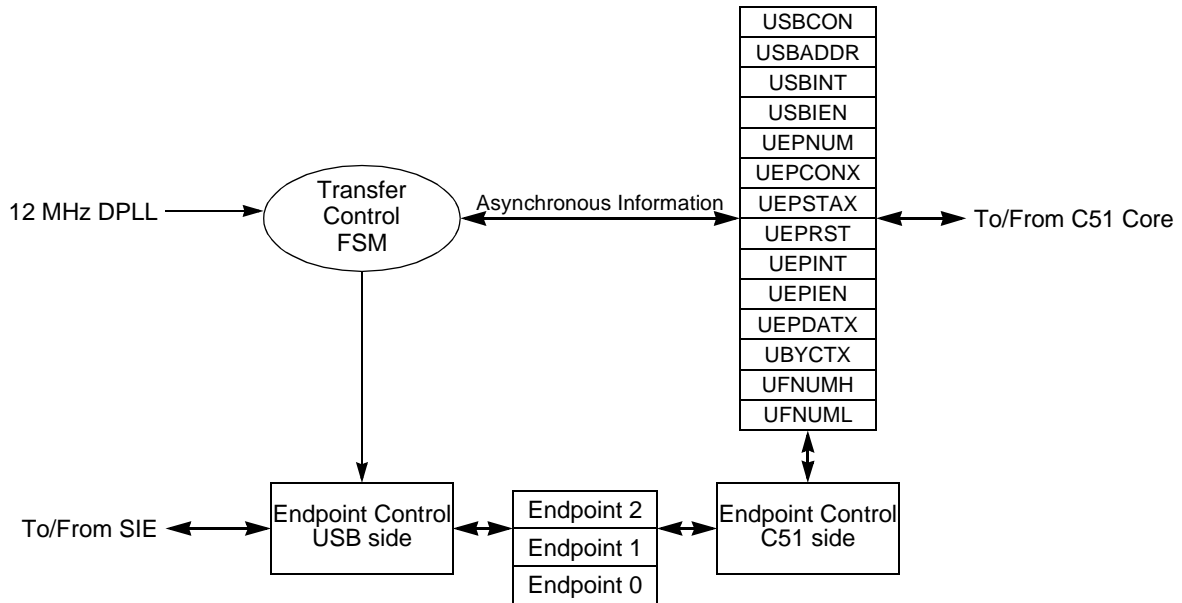 USBCON
USBADDR
USBINT
USBIEN
UEPNUM
UEPCONX
UEPSTAX
UEPRST
UEPINT
UEPIEN
UEPDATX
UBYCTX
UFNUMH
UFNUML
12 MHz DPLL
Transfer
Control
FSM
Asynchronous Information
To/From C51 Core
To/From SIE
Endpoint Control
USB side
Endpoint 2
Endpoint 1
Endpoint 0
Endpoint Control
C51 side